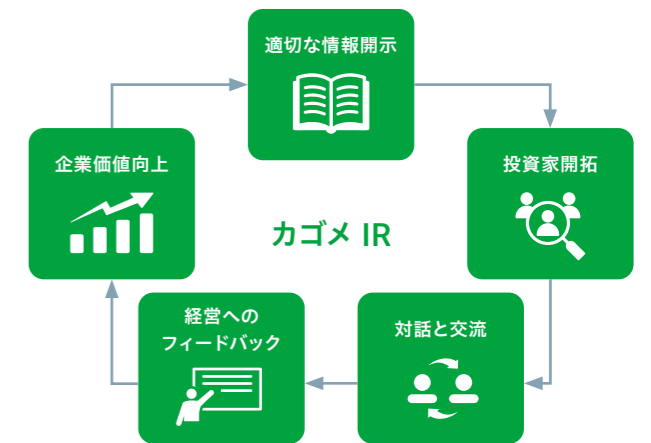 適切な情報開示
企業価値向上
投資家開拓
カゴメ IR
経営への
フィードバック
対話と交流